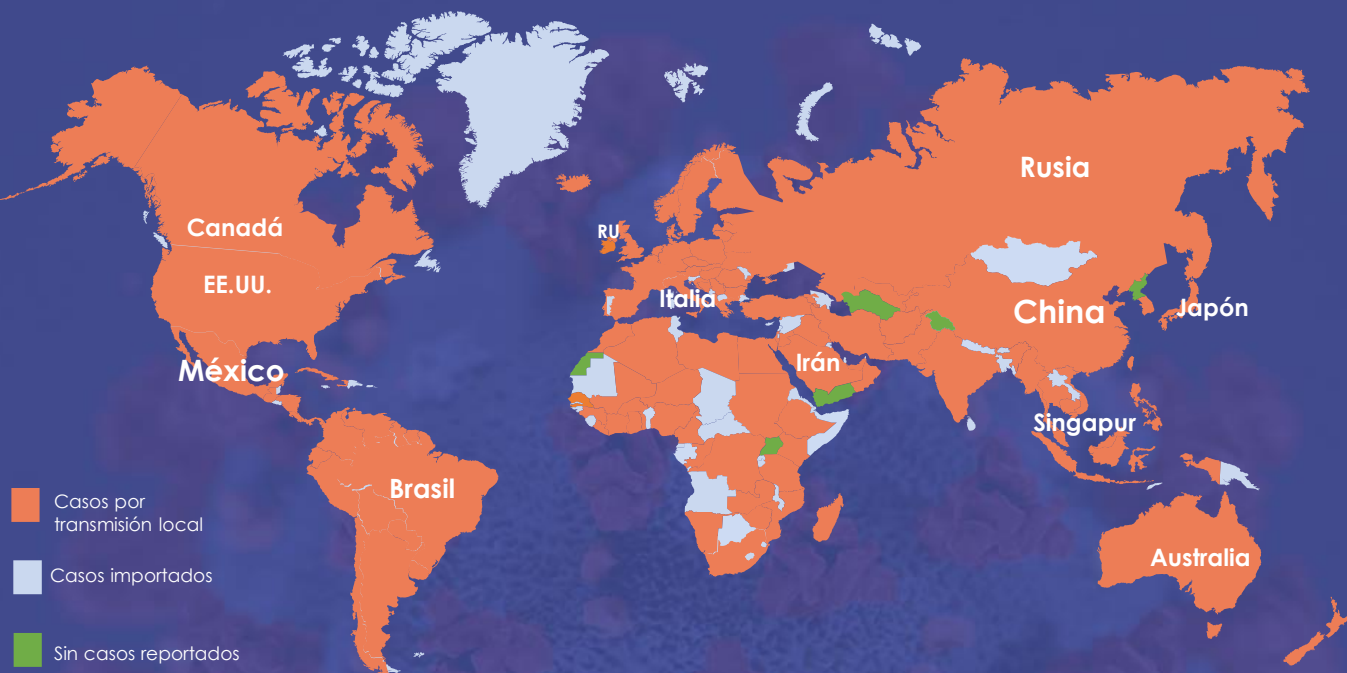 Rusia
Canadá
RU
EE.UU.
Italia
China
Japón
México
Irán
Singapur
Brasil
Australia
Casos por
transmisión local
Casos importados
Sin casos reportados